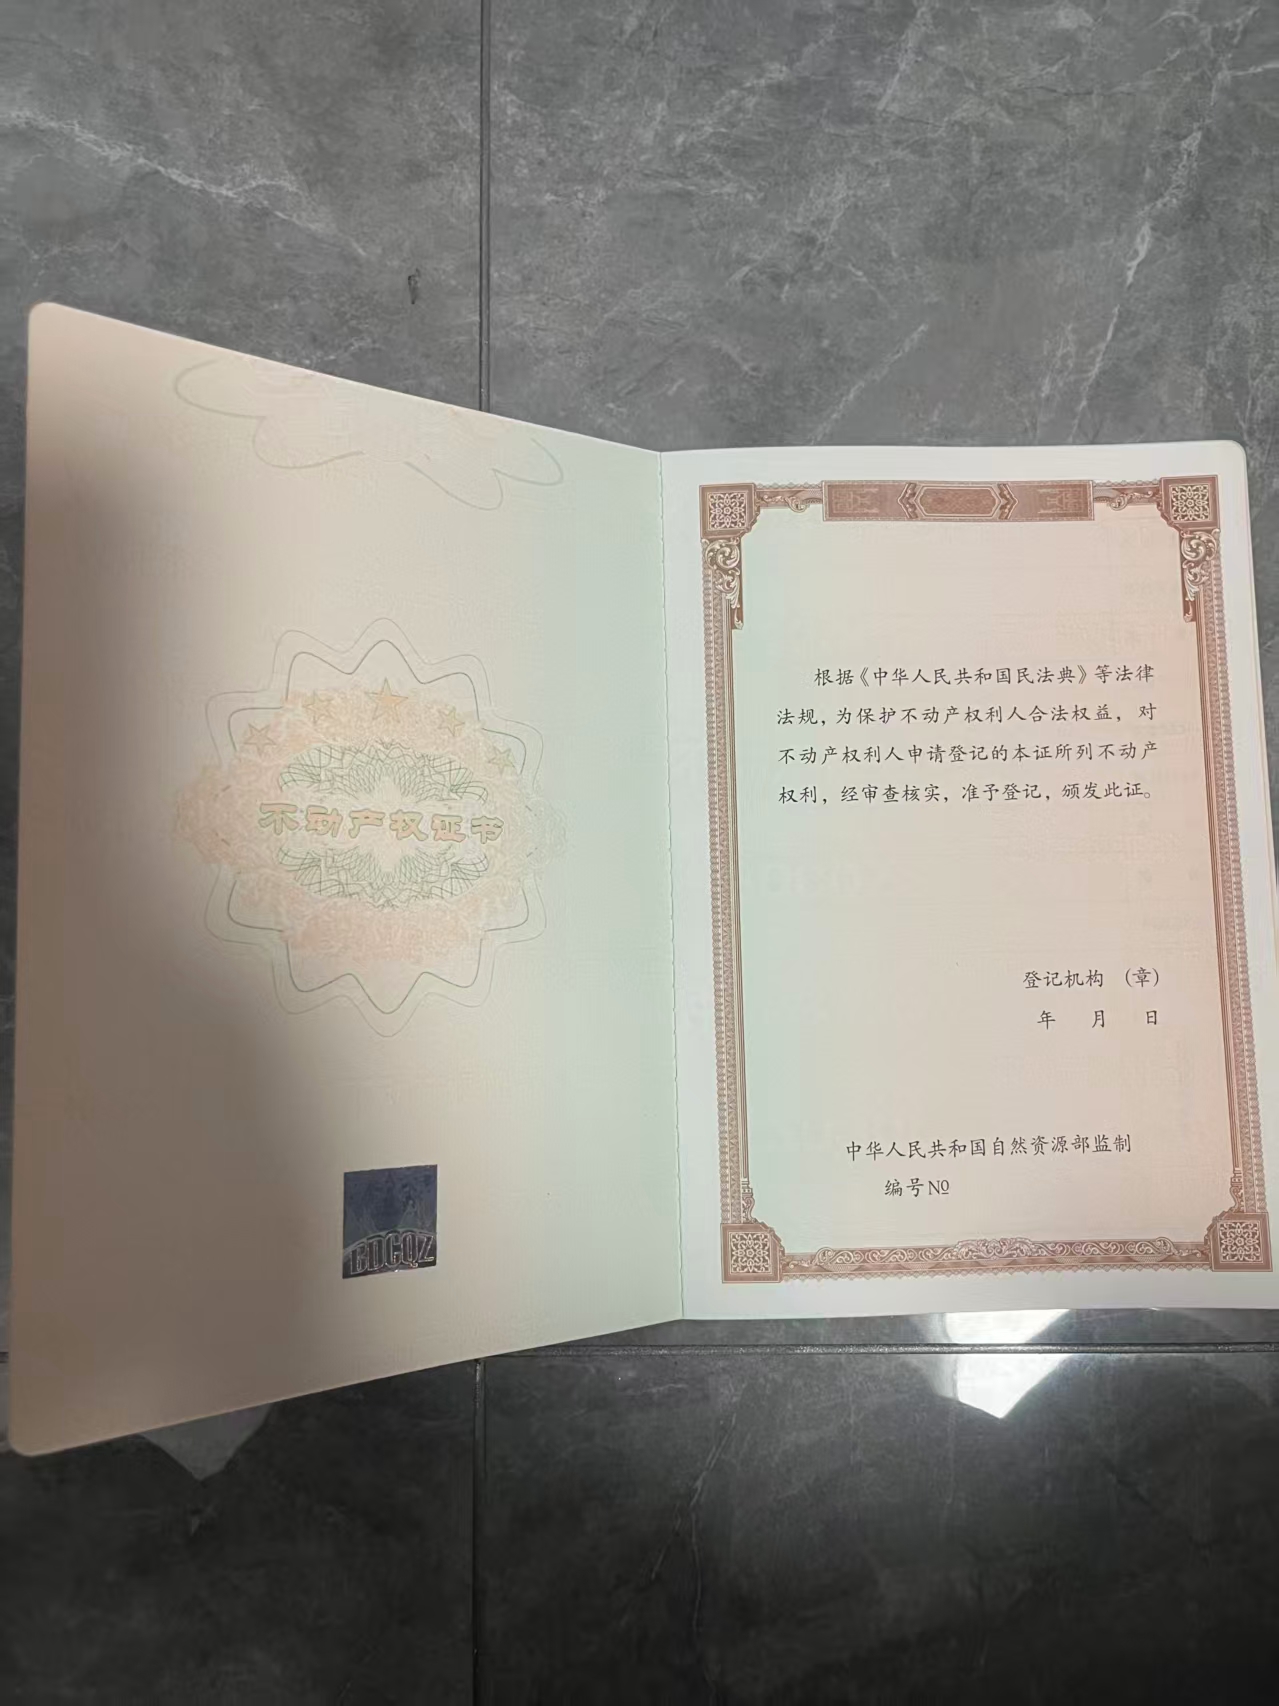 不动产权证书
BDCQZ
根据《中华人民共和国民法典》等法律
法规，为保护不动产权利人合法权益，对
不动产权利人申请登记的本证所列不动产
权利，经审查核实，准予登记，颁发此证。
登记机构 （章）
年 月 日
中华人民共和国自然资源部监制
编号 №